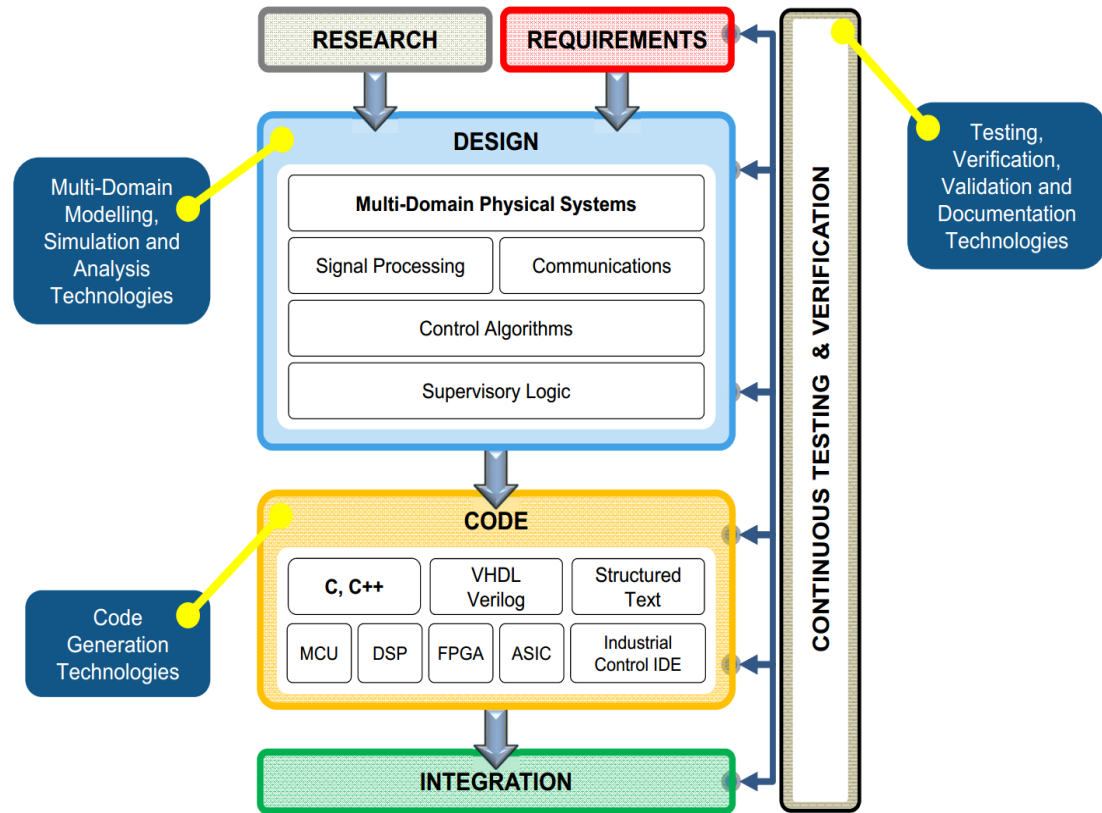 RESEARCH
REQUIREMENTS
DESIGN
Multi-Domain Physical Systems
Signal Processing
Communications
Control Algorithms
Supervisory Logic
CODE
C, C++
VHDL
Verilog
Structured
Text
MCU
DSP
FPGA
ASIC
Industrial
Control IDE
INTEGRATION
Multi-Domain
Modelling,
Simulation and
Analysis
Technologies
Code
Generation
Technologies
CONTINUOUS TESTING & VERIFICATION
Testing,
Verification,
Validation and
Documentation
Technologies